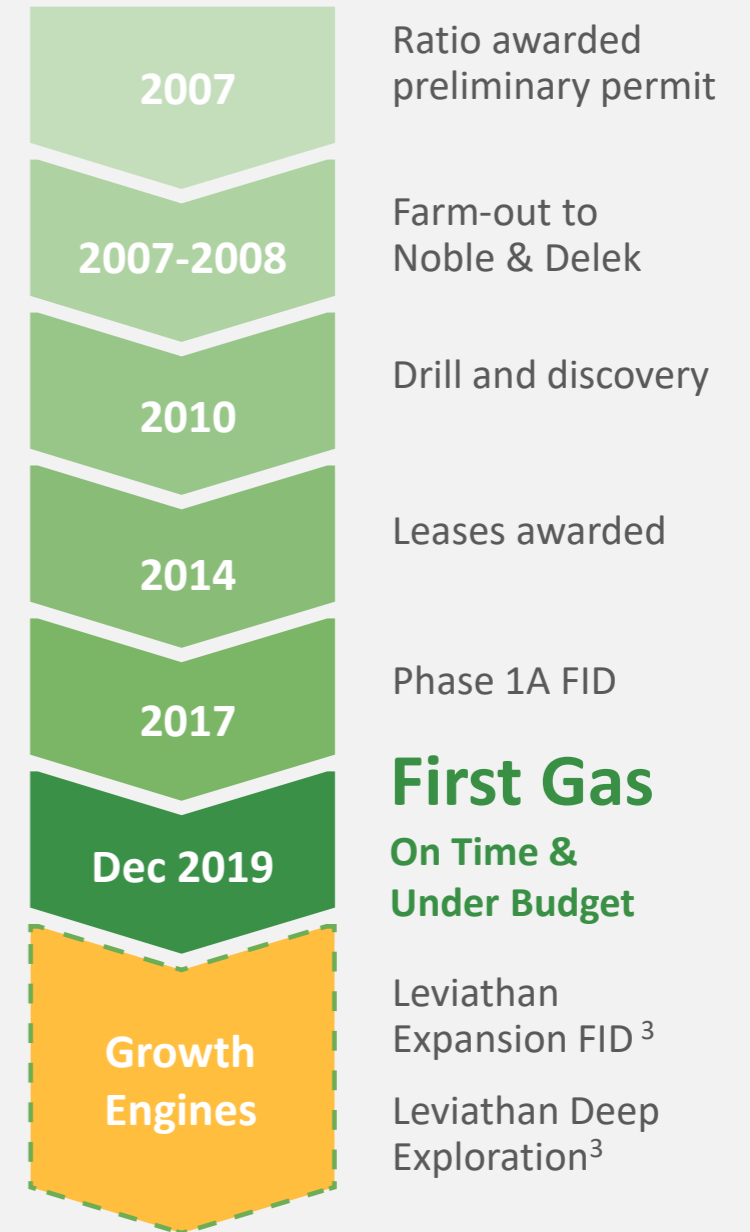 2007
Ratio awarded
preliminary permit
2007-2008
Farm-out to
Noble & Delek
2010
Drill and discovery
2014
Leases awarded
2017
Phase 1A FID
Dec 2019
First Gas
On Time &
Under Budget
Growth
Engines
Leviathan
Expansion FID 3
Leviathan Deep
Exploration3